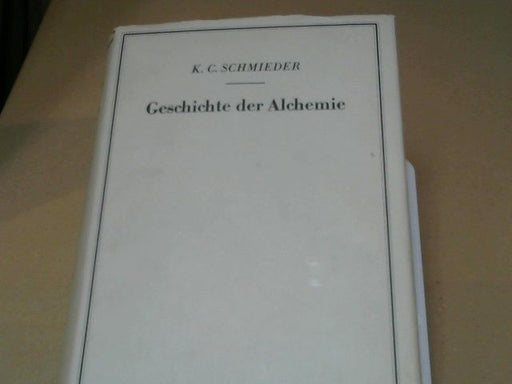 K. C. SCHMIEDER
Geschichte der Alchemie